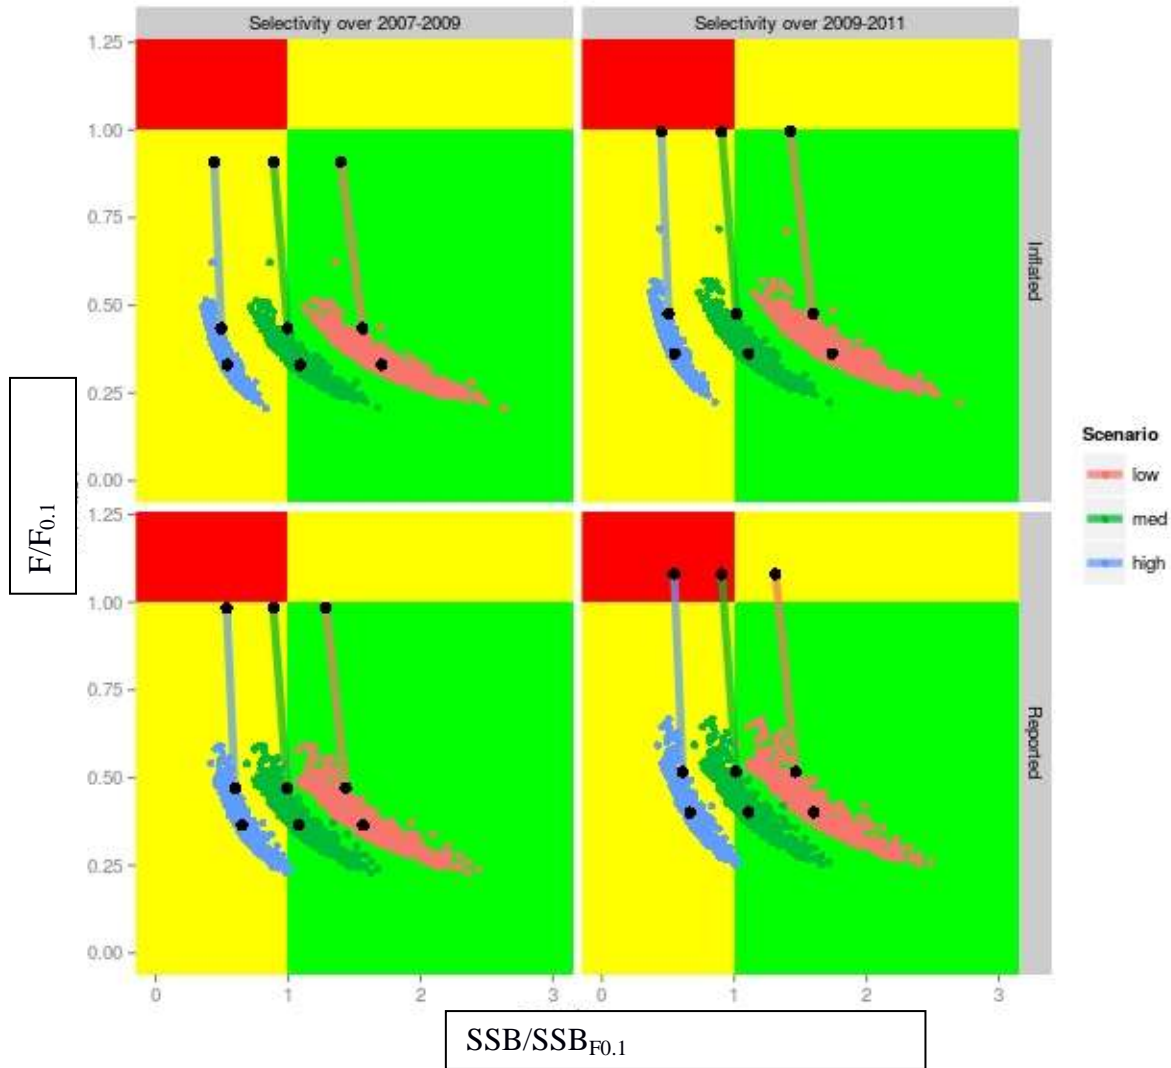 Selectivity over 2007-2009
Selectivity over 2009-2011
1.25
1.00
0.75
0.50
0.25
0.00
Inflated
1.25
1.00
0.75
0.50
0.25
0.00
Reported
F/F0.1
Scenario
low
med
high
0 1 2 3
0 1 2 3
SSB/SSBF0.1